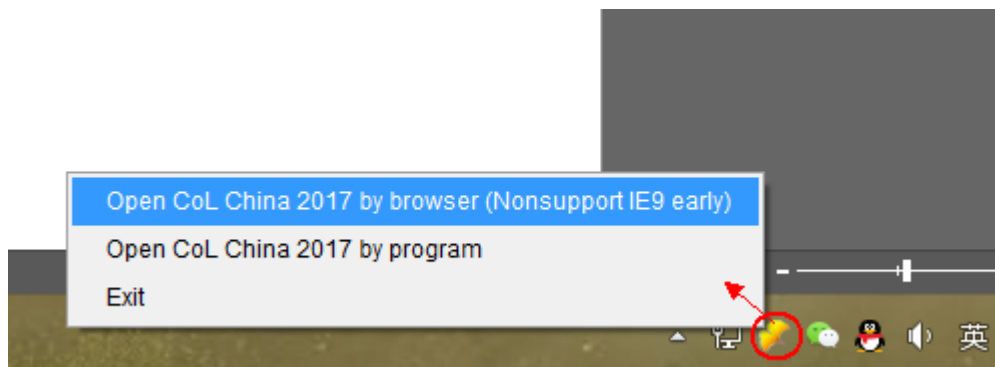 Open CoL China 2017 by browser (Nonsupport IE9 early)
Open CoL China 2017 by program
Exit
英